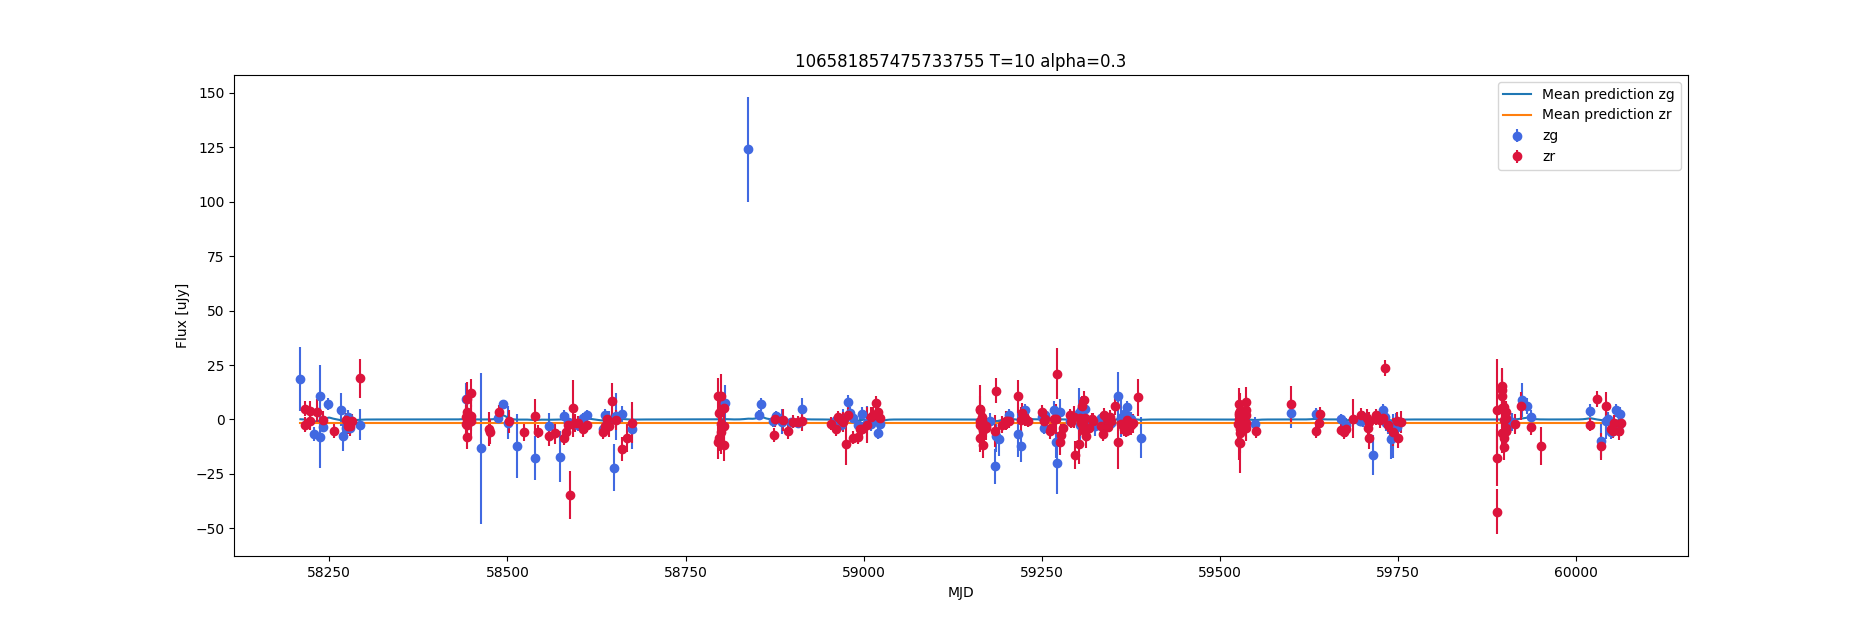 106581857475733755 T=10 alpha=0.3
150
125
100
75
50
25
0
−25
−50
Flux [uJy]
58250 58500 58750 59000 59250 59500 59750 60000
MJD
Mean prediction zg
Mean prediction zr
zg
zr